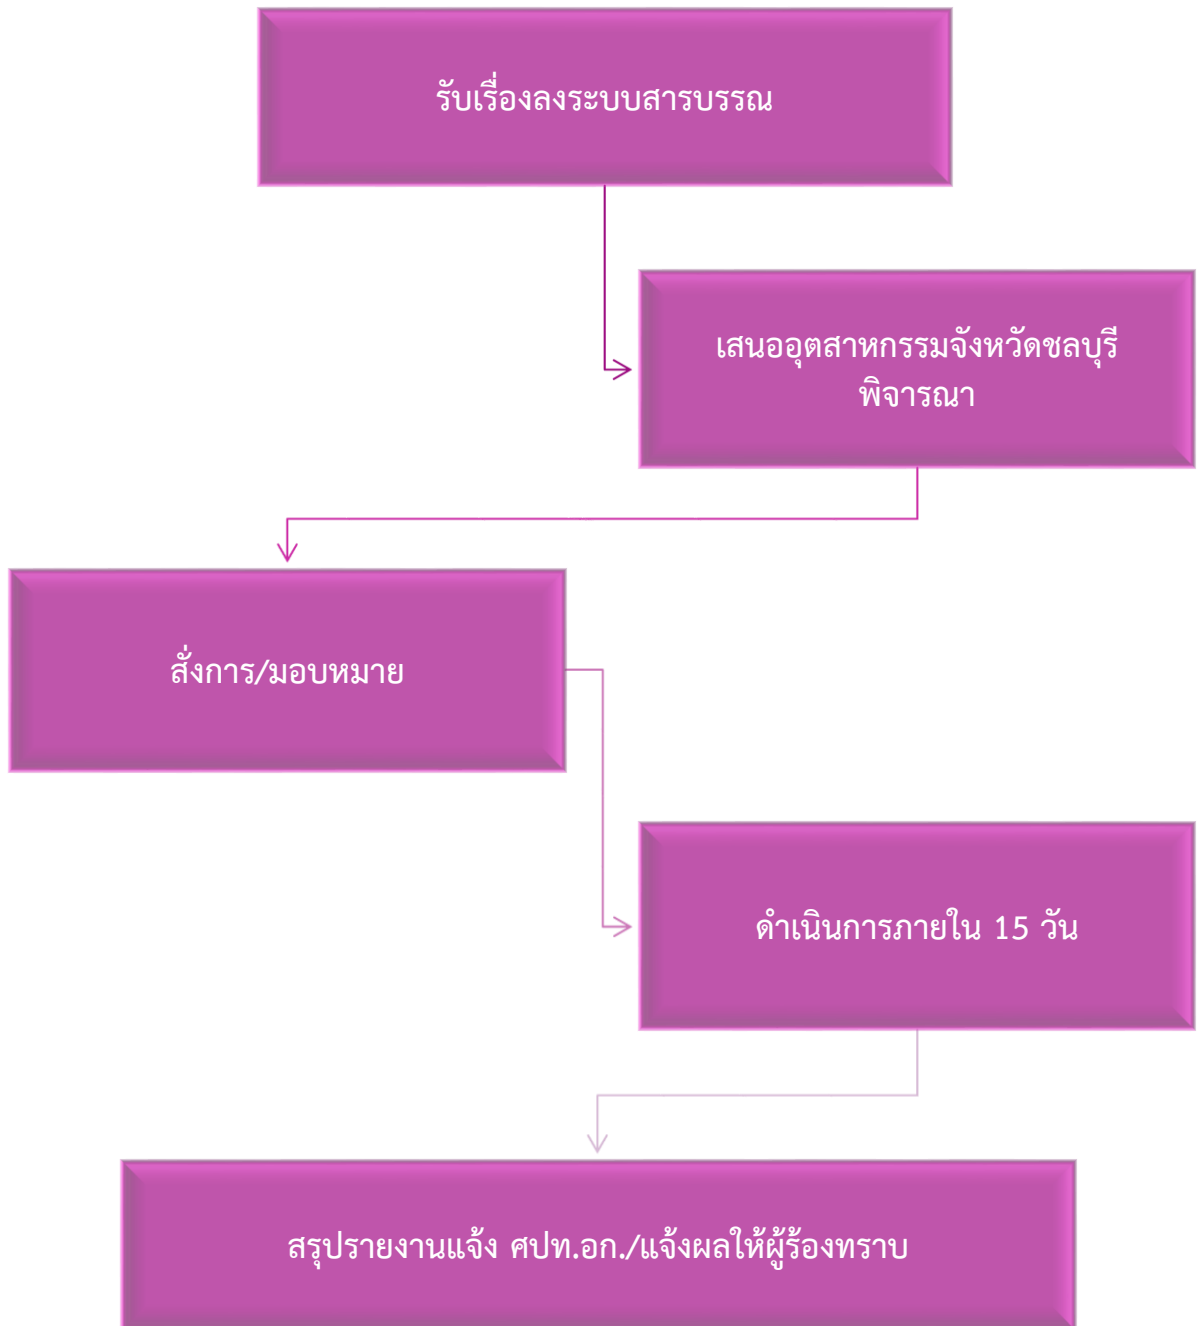 รับเรื่องลงระบบสารบรรณ
เสนออุตสาหกรรมจังหวัดชลบุรี
พิจารณา
สั่งการ/มอบหมาย
ดำเนินการภายใน 15 วัน
สรุปรายงานแจ้ง ศปท.อก./แจ้งผลให้ผู้ร้องทราบ